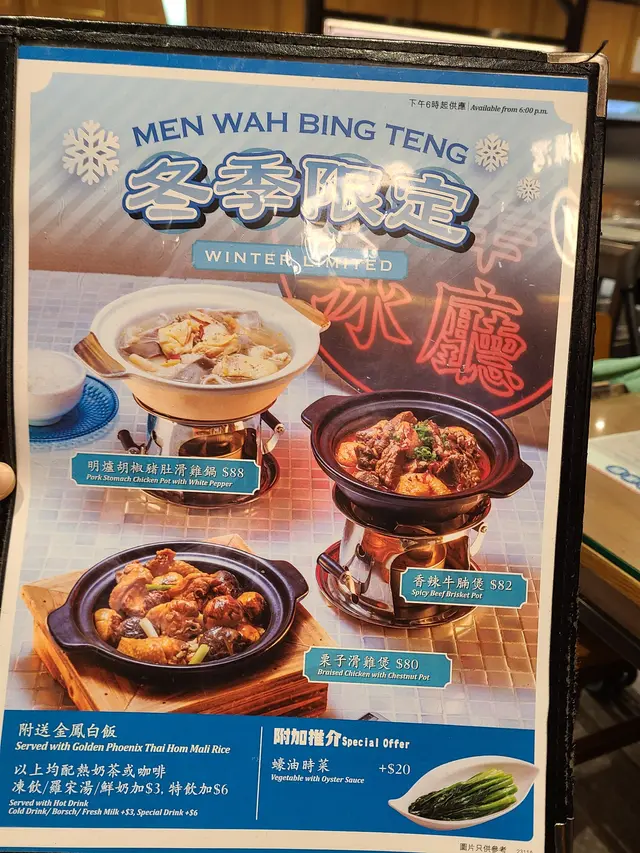 下午6時起供應 | Available from 6:00 p.m.
MEN WAH BING TENG
冬季限定
WINTER LIMITED
冰廳
明爐胡椒豬肚滑雞鍋 $88
Pork Stomach Chicken Pot with White Pepper
香辣牛腩煲 $82
Spicy Beef Brisket Pot
栗子滑雞煲 $80
Braised Chicken with Chestnut Pot
附送金鳳白飯
Served with Golden Phoenix Thai Hom Mali Rice
以上均配熱奶茶或咖啡
凍飲/羅宋湯/鮮奶加$3, 特飲加$6
Served with Hot Drink
Cold Drink/ Borsch/ Fresh Milk +$3, Special Drink +$6
附加推介 Special Offer
蠔油時菜 +$20
Vegetable with Oyster Sauce
圖片只供參考